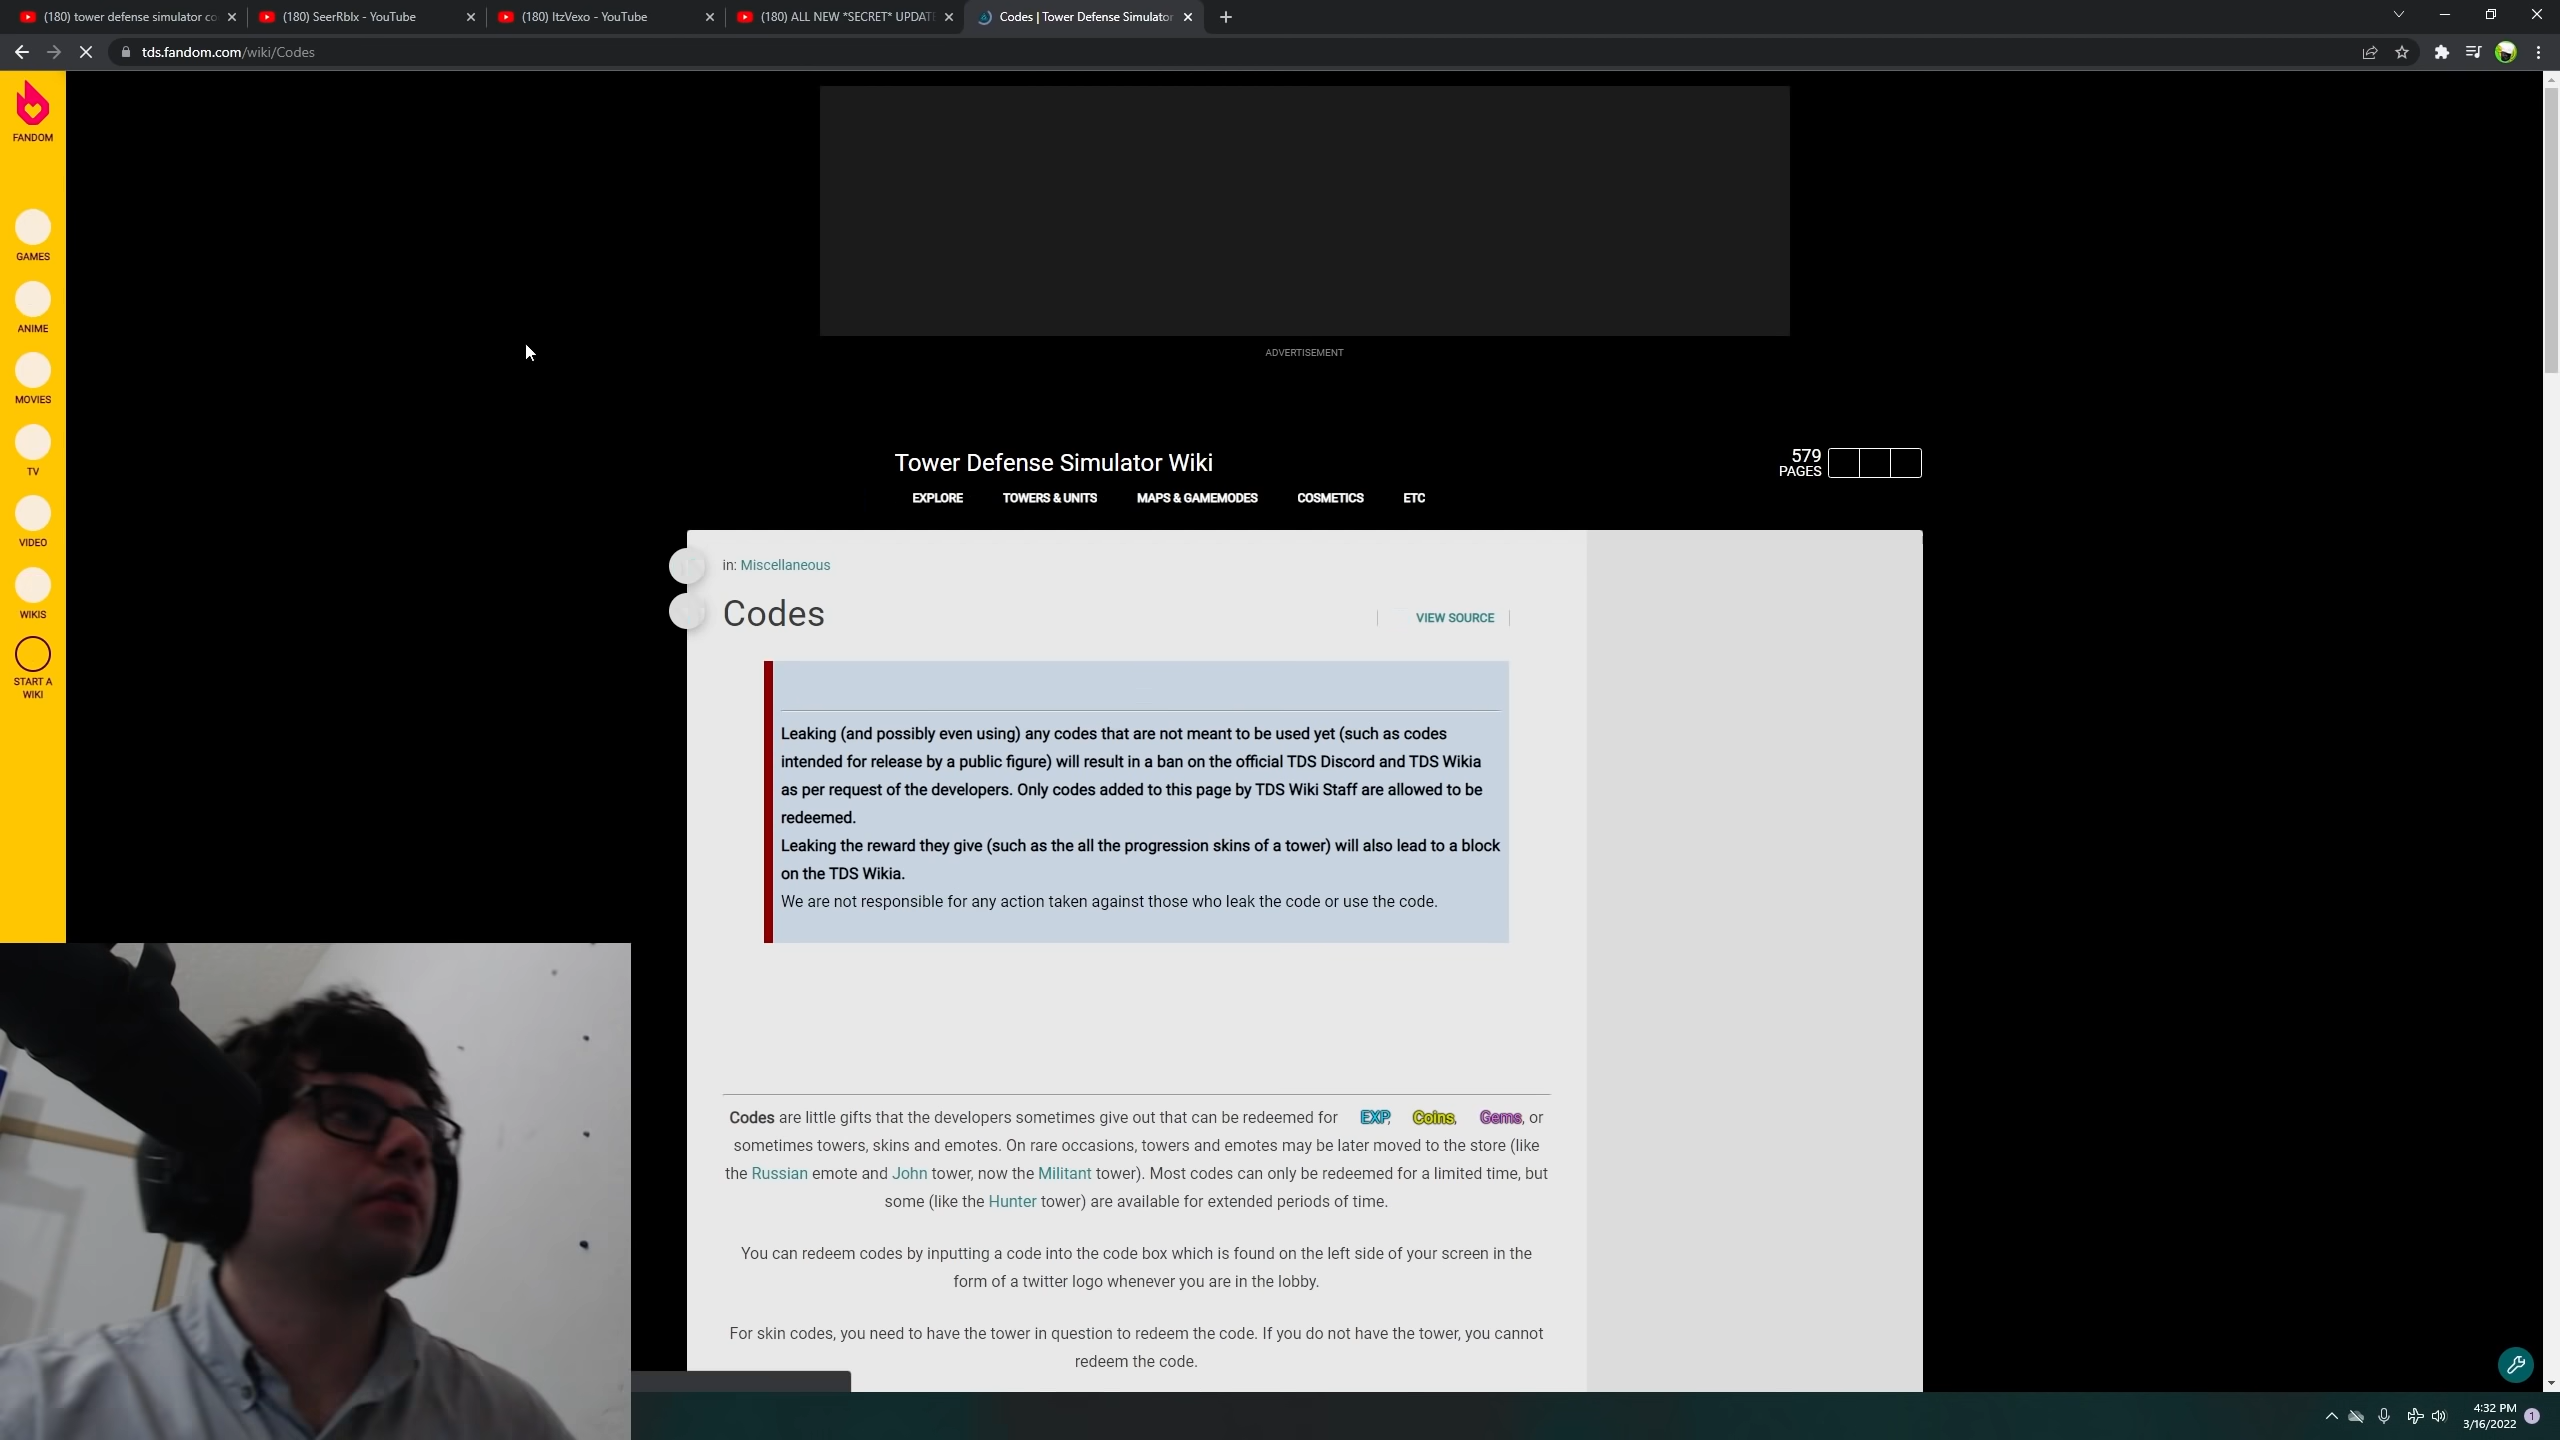 (180) tower defense simulator co
(180) SeerRblx - YouTube
(180) ItzVexo - YouTube
(180) ALL NEW *SECRET* UPDATE
Codes | Tower Defense Simulator
tds.fandom.com/wiki/Codes
FANDOM
GAMES
ANIME
MOVIES
TV
VIDEO
WIKIS
START A
WIKI
ADVERTISEMENT
Tower Defense Simulator Wiki
579
PAGES
EXPLORE TOWERS & UNITS MAPS & GAMEMODES COSMETICS ETC
in: Miscellaneous
Codes
VIEW SOURCE
Leaking (and possibly even using) any codes that are not meant to be used yet (such as codes
intended for release by a public figure) will result in a ban on the official TDS Discord and TDS Wikia
as per request of the developers. Only codes added to this page by TDS Wiki Staff are allowed to be
redeemed.
Leaking the reward they give (such as the all the progression skins of a tower) will also lead to a block
on the TDS Wikia.
We are not responsible for any action taken against those who leak the code or use the code.
Codes are little gifts that the developers sometimes give out that can be redeemed for EXP, Coins, Gems, or
sometimes towers, skins and emotes. On rare occasions, towers and emotes may be later moved to the store (like
the Russian emote and John tower, now the Militant tower). Most codes can only be redeemed for a limited time, but
some (like the Hunter tower) are available for extended periods of time.
You can redeem codes by inputting a code into the code box which is found on the left side of your screen in the
form of a twitter logo whenever you are in the lobby.
For skin codes, you need to have the tower in question to redeem the code. If you do not have the tower, you cannot
redeem the code.
4:32 PM
3/16/2022
1